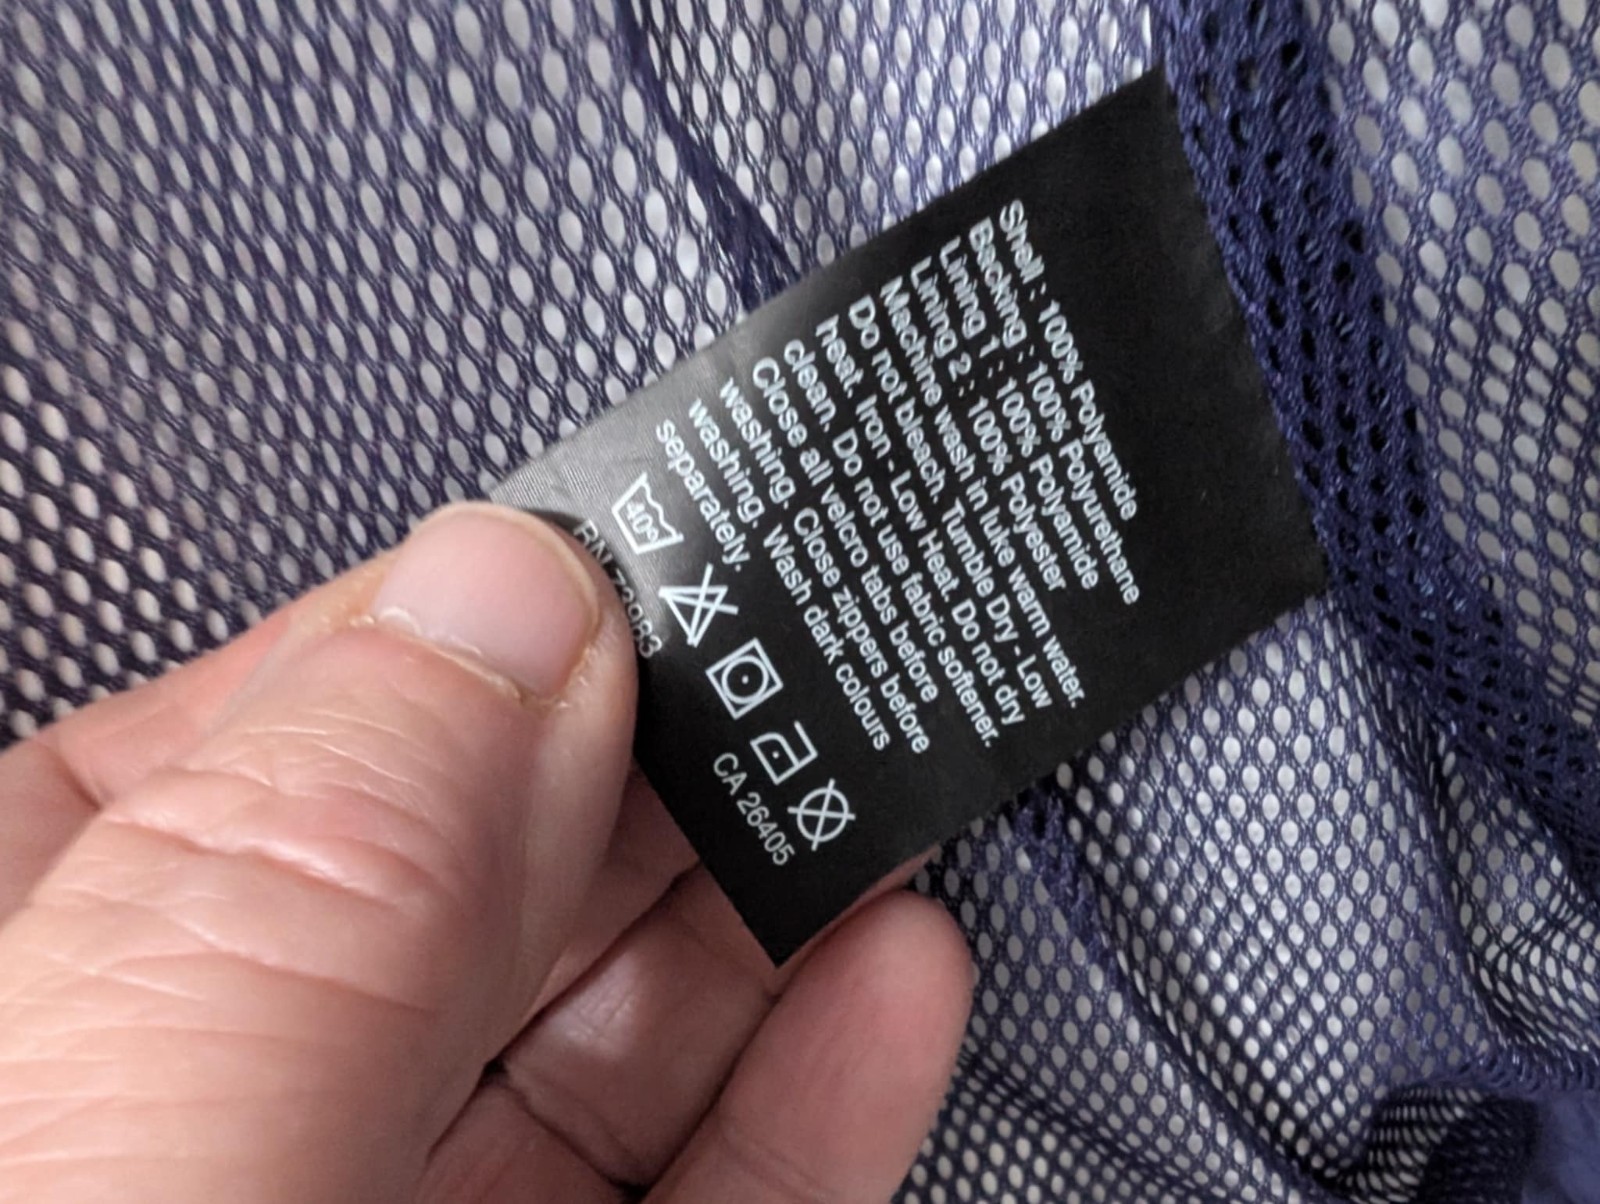 Shell : 100% Polyamide
Backing : 100% Polyurethane
Lining 1 : 100% Polyamide
Lining 2 : 100% Polyester
Machine wash in luke warm water.
Do not bleach. Tumble Dry - Low
heat. Iron - Low Heat. Do not dry
clean. Do not use fabric softener.
Close all velcro tabs before
washing. Close zippers before
washing. Wash dark colours
separately.
40°
CA 26405